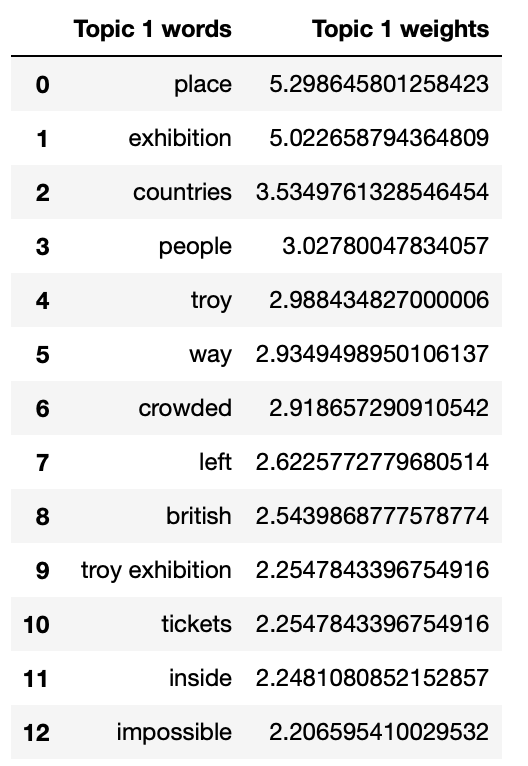 Topic 1 words Topic 1 weights
0 place 5.298645801258423
1 exhibition 5.022658794364809
2 countries 3.5349761328546454
3 people 3.02780047834057
4 troy 2.988434827000006
5 way 2.9349498950106137
6 crowded 2.918657290910542
7 left 2.6225772779680514
8 british 2.5439868777578774
9 troy exhibition 2.2547843396754916
10 tickets 2.2547843396754916
11 inside 2.2481080852152857
12 impossible 2.206595410029532